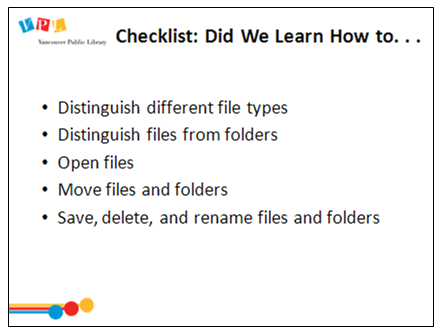 VPL
Vancouver Public Library
Checklist: Did We Learn How to. . .
• Distinguish different file types
• Distinguish files from folders
• Open files
• Move files and folders
• Save, delete, and rename files and folders